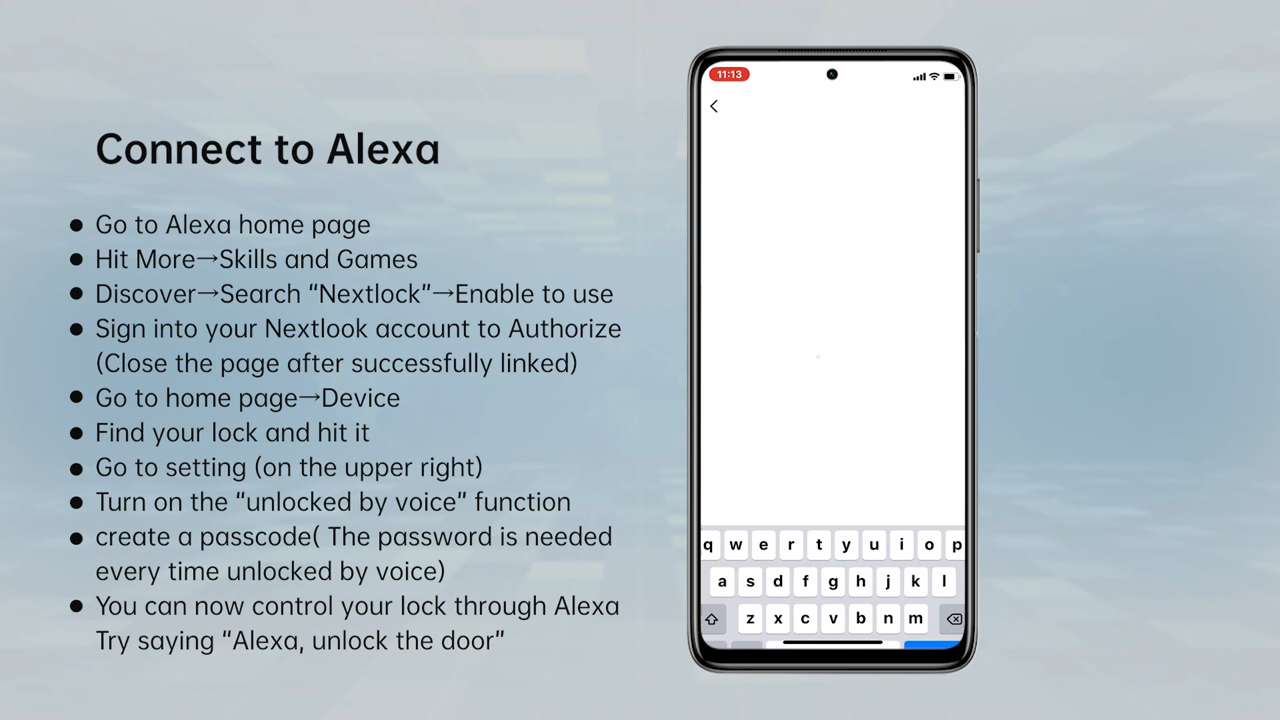 Connect to Alexa
● Go to Alexa home page
● Hit More→Skills and Games
● Discover→Search “Nextlock”→Enable to use
● Sign into your Nextlook account to Authorize
(Close the page after successfully linked)
● Go to home page→Device
● Find your lock and hit it
● Go to setting (on the upper right)
● Turn on the “unlocked by voice” function
● create a passcode( The password is needed
every time unlocked by voice)
● You can now control your lock through Alexa
Try saying “Alexa, unlock the door”
11:13
q w e r t y u i o p
a s d f g h j k l
z x c v b n m